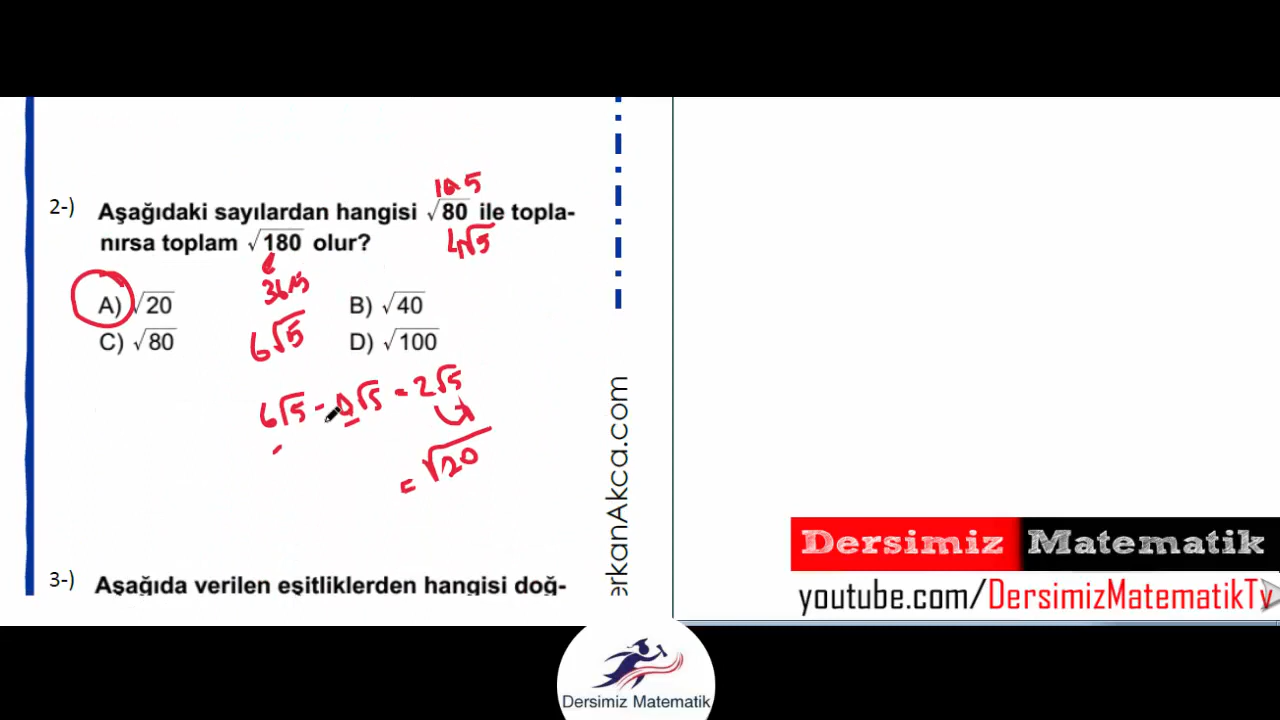 16.5
2-) Aşağıdaki sayılardan hangisi √80 ile topla-
nırsa toplam √180 olur?
4√5
36.5
A) √20 B) √40
6√5
C) √80 D) √100
6√5 - 4√5 = 2√5
= √20
erkanAkca.com
3-) Aşağıda verilen eşitliklerden hangisi doğ-
Dersimiz Matematik
youtube.com/DersimizMatematikTv
Dersimiz Matematik